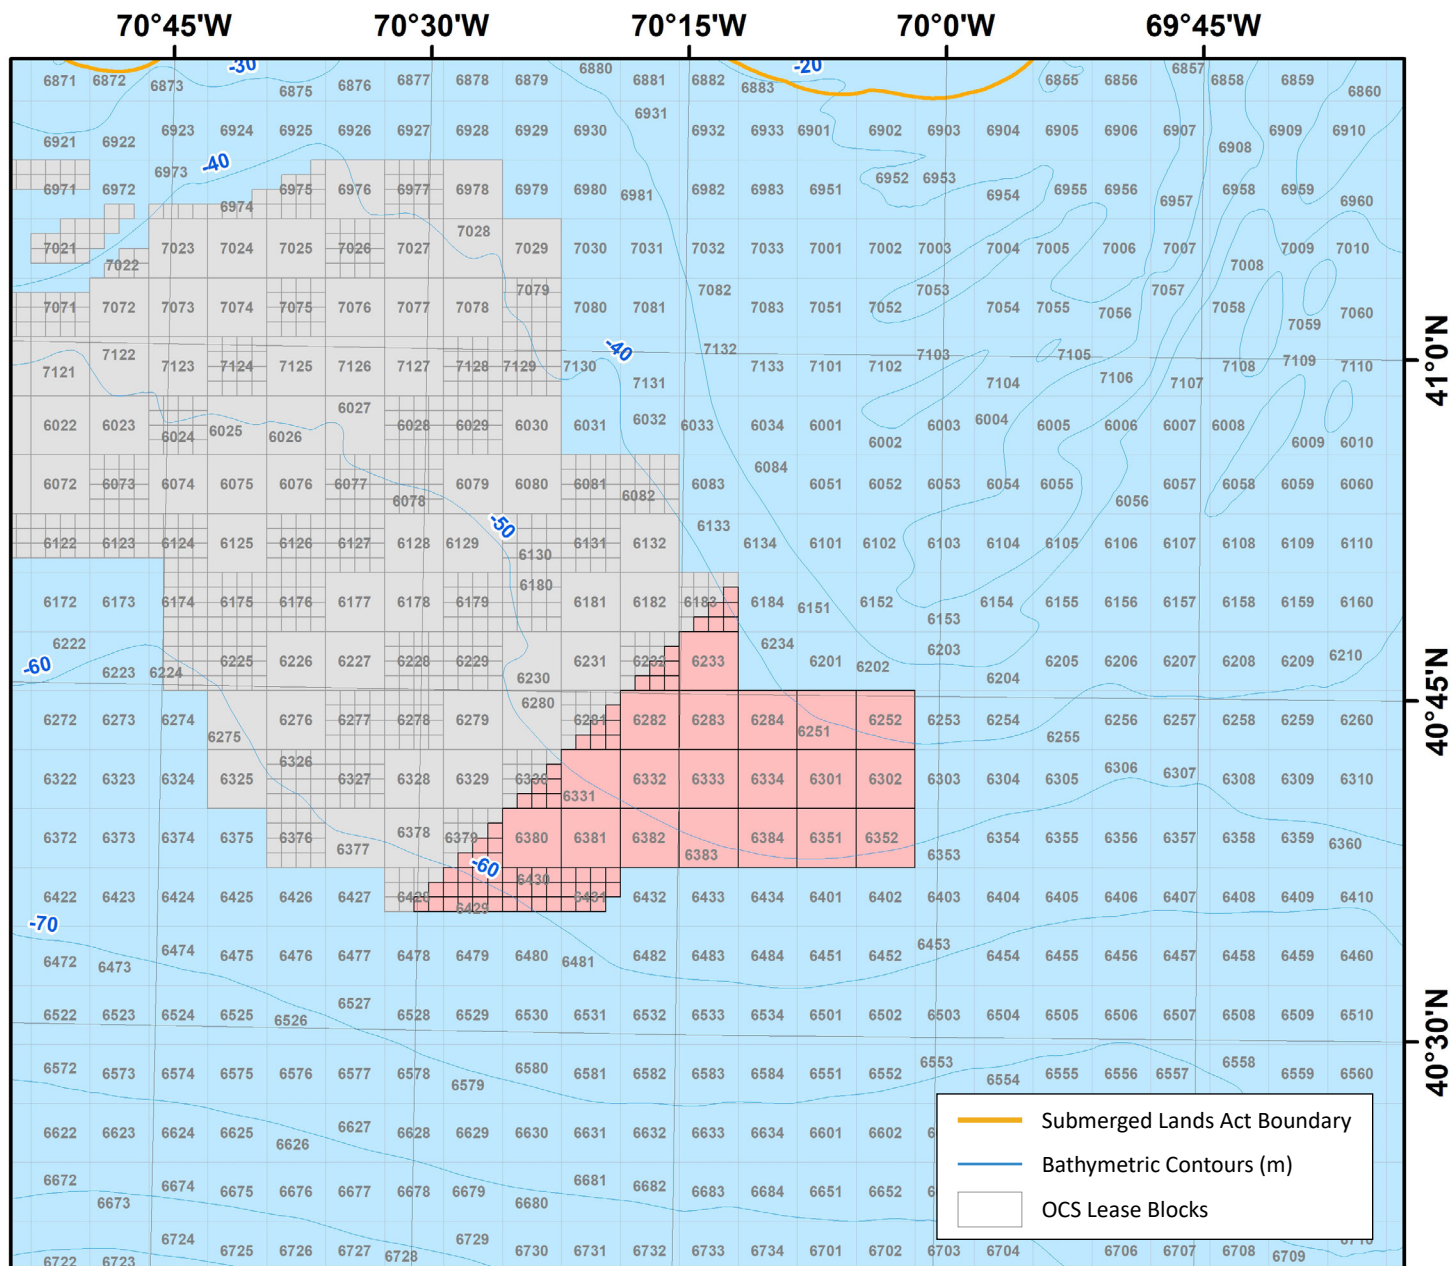 70°45'W 70°30'W 70°15'W 70°0'W 69°45'W
-30 -20
6871 6872 6873 6875 6876 6877 6878 6879 6880 6881 6882 6883 6855 6856 6857 6858 6859 6860
6921 6922 6923 6924 6925 6926 6927 6928 6929 6930 6931 6932 6933 6901 6902 6903 6904 6905 6906 6907 6908 6909 6910
-40
6971 6972 6973 6974 6975 6976 6977 6978 6979 6980 6981 6982 6983 6951 6952 6953 6954 6955 6956 6957 6958 6959 6960
7021 7022 7023 7024 7025 7026 7027 7028 7029 7030 7031 7032 7033 7001 7002 7003 7004 7005 7006 7007 7008 7009 7010
7071 7072 7073 7074 7075 7076 7077 7078 7079 7080 7081 7082 7083 7051 7052 7053 7054 7055 7056 7057 7058 7059 7060
-40
41°0'N
7121 7122 7123 7124 7125 7126 7127 7128 7129 7130 7131 7132 7133 7101 7102 7103 7104 7105 7106 7107 7108 7109 7110
6022 6023 6024 6025 6026 6027 6028 6029 6030 6031 6032 6033 6034 6001 6002 6003 6004 6005 6006 6007 6008 6009 6010
6072 6073 6074 6075 6076 6077 6078 6079 6080 6081 6082 6083 6084 6051 6052 6053 6054 6055 6056 6057 6058 6059 6060
-50
6122 6123 6124 6125 6126 6127 6128 6129 6130 6131 6132 6133 6134 6101 6102 6103 6104 6105 6106 6107 6108 6109 6110
6172 6173 6174 6175 6176 6177 6178 6179 6180 6181 6182 6183 6184 6151 6152 6153 6154 6155 6156 6157 6158 6159 6160
-60
6222 6223 6224 6225 6226 6227 6228 6229 6230 6231 6232 6233 6234 6201 6202 6203 6204 6205 6206 6207 6208 6209 6210
40°45'N
6272 6273 6274 6275 6276 6277 6278 6279 6280 6281 6282 6283 6284 6251 6252 6253 6254 6255 6256 6257 6258 6259 6260
6322 6323 6324 6325 6326 6327 6328 6329 6330 6331 6332 6333 6334 6301 6302 6303 6304 6305 6306 6307 6308 6309 6310
6372 6373 6374 6375 6376 6377 6378 6379 6380 6381 6382 6383 6384 6351 6352 6353 6354 6355 6356 6357 6358 6359 6360
-60
6422 6423 6424 6425 6426 6427 6428 6429 6430 6431 6432 6433 6434 6401 6402 6403 6404 6405 6406 6407 6408 6409 6410
-70
6472 6473 6474 6475 6476 6477 6478 6479 6480 6481 6482 6483 6484 6451 6452 6453 6454 6455 6456 6457 6458 6459 6460
6522 6523 6524 6525 6526 6527 6528 6529 6530 6531 6532 6533 6534 6501 6502 6503 6504 6505 6506 6507 6508 6509 6510
40°30'N
6572 6573 6574 6575 6576 6577 6578 6579 6580 6581 6582 6583 6584 6551 6552 6553 6554 6555 6556 6557 6558 6559 6560
6622 6623 6624 6625 6626 6627 6628 6629 6630 6631 6632 6633 6634 6601 6602
6672 6673 6674 6675 6676 6677 6678 6679 6680 6681 6682 6683 6684 6651 6652
6722 6723 6724 6725 6726 6727 6728 6729 6730 6731 6732 6733 6734 6701 6702 6703 6704 6706 6707 6708 6709 6710
Submerged Lands Act Boundary
Bathymetric Contours (m)
OCS Lease Blocks